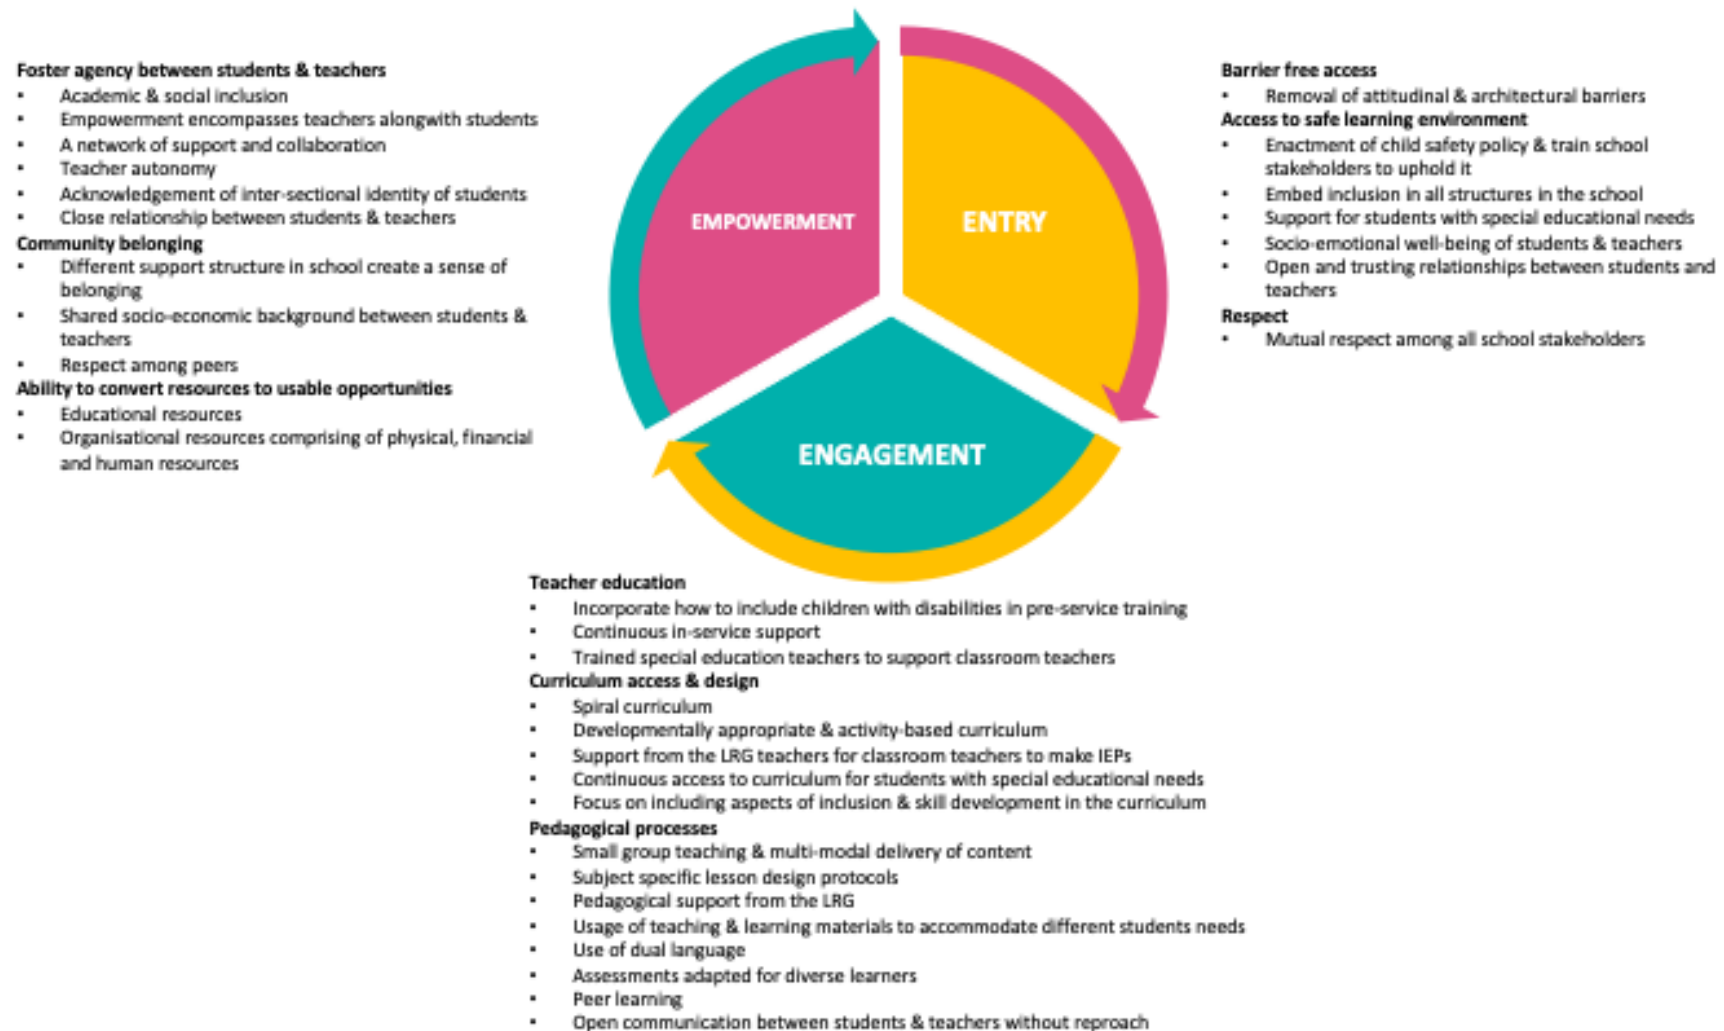 Foster agency between students & teachers
• Academic & social inclusion
• Empowerment encompasses teachers alongwith students
• A network of support and collaboration
• Teacher autonomy
• Acknowledgement of inter-sectional identity of students
• Close relationship between students & teachers
Community belonging
• Different support structure in school create a sense of
belonging
• Shared socio-economic background between students &
teachers
• Respect among peers
Ability to convert resources to usable opportunities
• Educational resources
• Organisational resources comprising of physical, financial
and human resources
EMPOWERMENT
ENTRY
ENGAGEMENT
Barrier free access
• Removal of attitudinal & architectural barriers
Access to safe learning environment
• Enactment of child safety policy & train school
stakeholders to uphold it
• Embed inclusion in all structures in the school
• Support for students with special educational needs
• Socio-emotional well-being of students & teachers
• Open and trusting relationships between students and
teachers
Respect
• Mutual respect among all school stakeholders
Teacher education
• Incorporate how to include children with disabilities in pre-service training
• Continuous in-service support
• Trained special education teachers to support classroom teachers
Curriculum access & design
• Spiral curriculum
• Developmentally appropriate & activity-based curriculum
• Support from the LRG teachers for classroom teachers to make IEPs
• Continuous access to curriculum for students with special educational needs
• Focus on including aspects of inclusion & skill development in the curriculum
Pedagogical processes
• Small group teaching & multi-modal delivery of content
• Subject specific lesson design protocols
• Pedagogical support from the LRG
• Usage of teaching & learning materials to accommodate different students needs
• Use of dual language
• Assessments adapted for diverse learners
• Peer learning
• Open communication between students & teachers without reproach